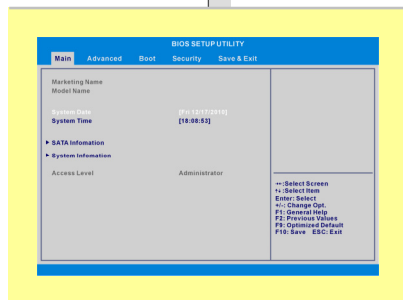 BIOS SETUP UTILITY
Main Advanced Boot Security Save & Exit
Marketing Name
Model Name
System Date [Fri 12/17/2010]
System Time [18:08:53]
SATA Infomation
System Infomation
Access Level Administrator
→←:Select Screen
↑↓:Select Item
Enter: Select
+/-: Change Opt.
F1: General Help
F2: Previous Values
F9: Optimized Default
F10: Save ESC: Exit